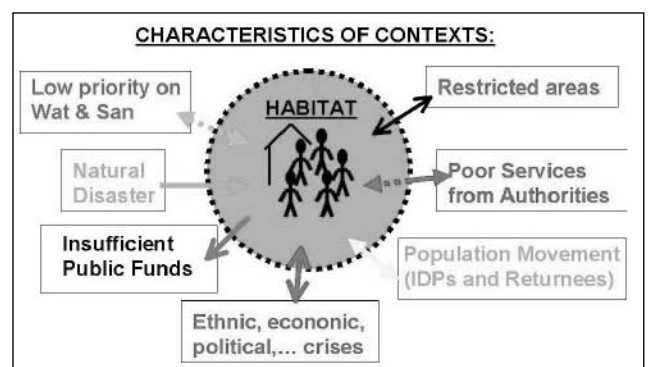 CHARACTERISTICS OF CONTEXTS:
Low priority on
Wat & San
HABITAT
Restricted areas
Natural
Disaster
Poor Services
from Authorities
Insufficient
Public Funds
Population Movement
(IDPs and Returnees)
Ethnic, econonic,
political,... crises